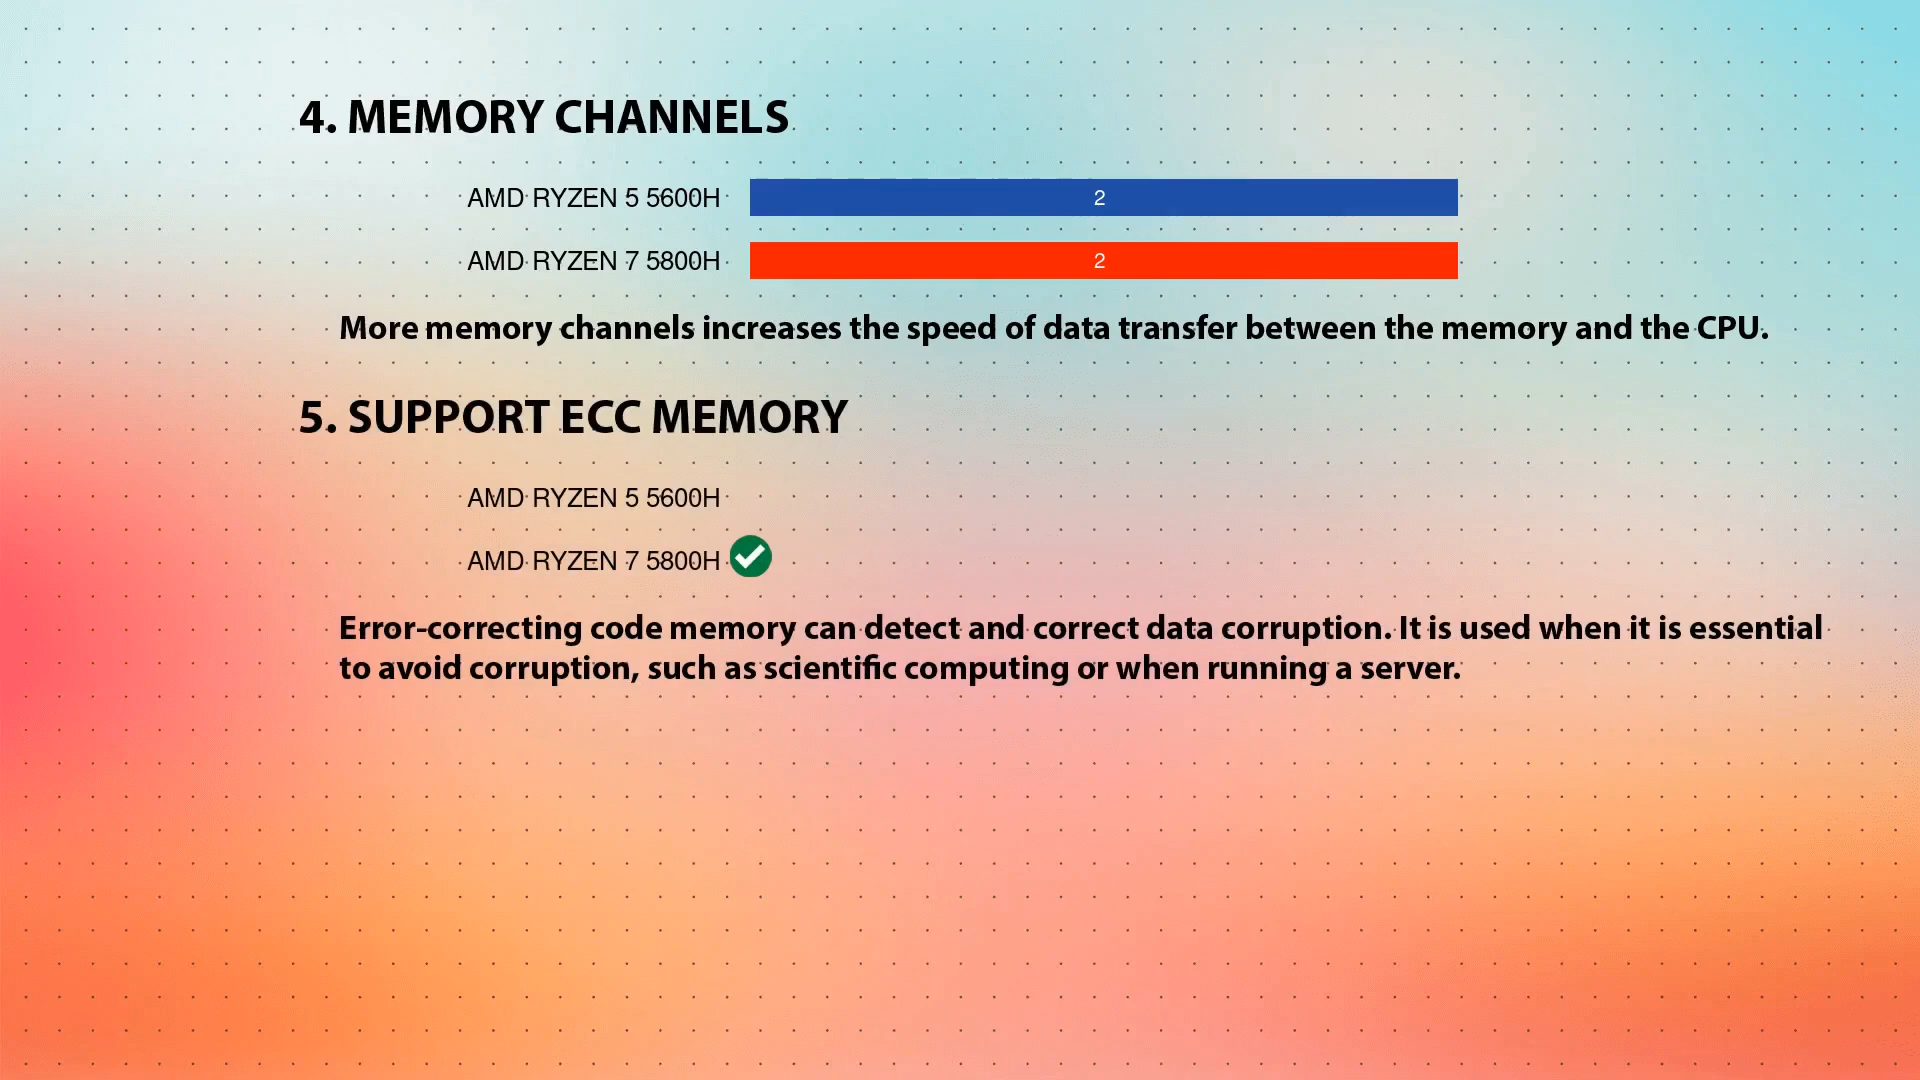 4. MEMORY CHANNELS
AMD RYZEN 5 5600H
2
AMD RYZEN 7 5800H
2
More memory channels increases the speed of data transfer between the memory and the CPU.
5. SUPPORT ECC MEMORY
AMD RYZEN 5 5600H
AMD RYZEN 7 5800H
Error-correcting code memory can detect and correct data corruption. It is used when it is essential
to avoid corruption, such as scientific computing or when running a server.